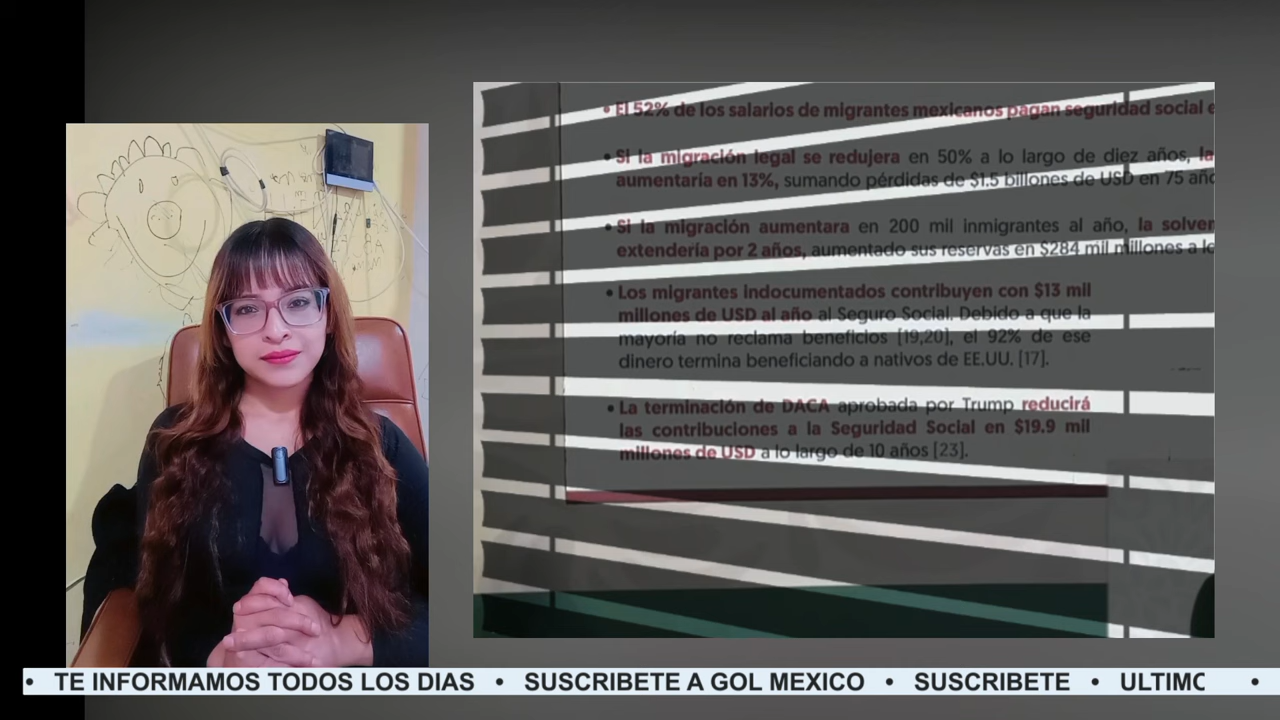 • El 52% de los salarios de migrantes mexicanos pagan seguridad social e
• Si la migración legal se redujera en 50% a lo largo de diez años, la
aumentaría en 13%, sumando pérdidas de $1.5 billones de USD en 75 año
• Si la migración aumentara en 200 mil inmigrantes al año, la solven
extendería por 2 años, aumentado sus reservas en $284 mil millones a lo
• Los migrantes indocumentados contribuyen con $13 mil
millones de USD al año al Seguro Social. Debido a que la
mayoría no reclama beneficios [19,20], el 92% de ese
dinero termina beneficiando a nativos de EE.UU. [17].
• La terminación de DACA aprobada por Trump reducirá
las contribuciones a la Seguridad Social en $19.9 mil
millones de USD a lo largo de 10 años [23].
• TE INFORMAMOS TODOS LOS DIAS • SUSCRIBETE A GOL MEXICO • SUSCRIBETE • ULTIMO •